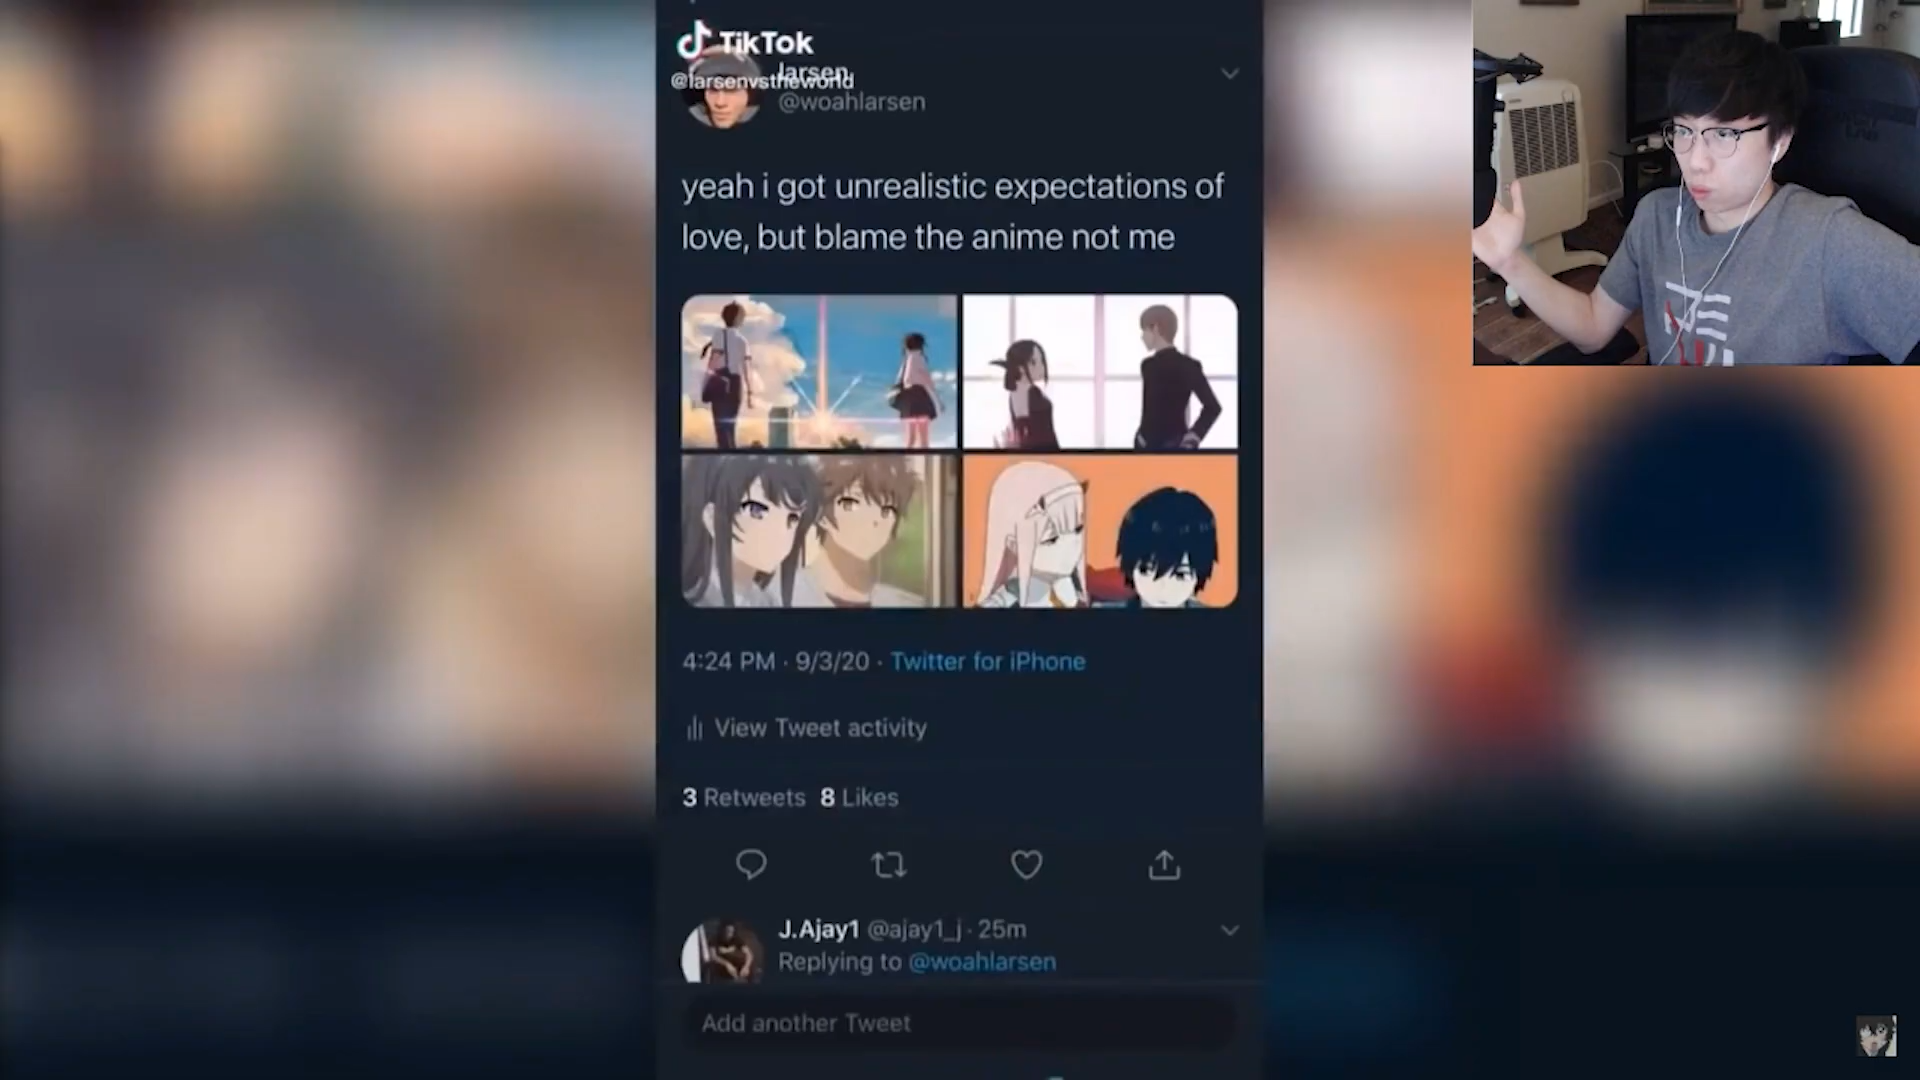 TikTok
@larsenvstheworld
larsen
@woahlarsen
yeah i got unrealistic expectations of
love, but blame the anime not me
4:24 PM · 9/3/20 · Twitter for iPhone
View Tweet activity
3 Retweets 8 Likes
J.Ajay1 @ajay1_j · 25m
Replying to @woahlarsen
Add another Tweet